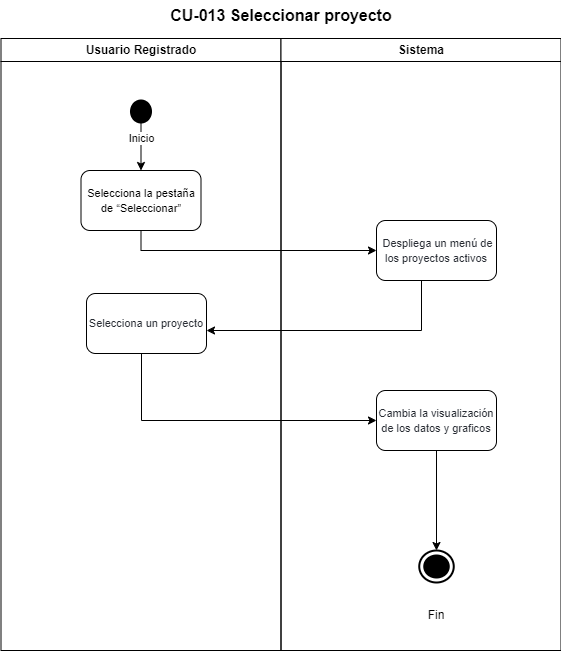 CU-013 Seleccionar proyecto
Usuario Registrado
Sistema
Inicio
Selecciona la pestaña
de “Seleccionar”
Despliega un menú de
los proyectos activos
Selecciona un proyecto
Cambia la visualización
de los datos y graficos
Fin